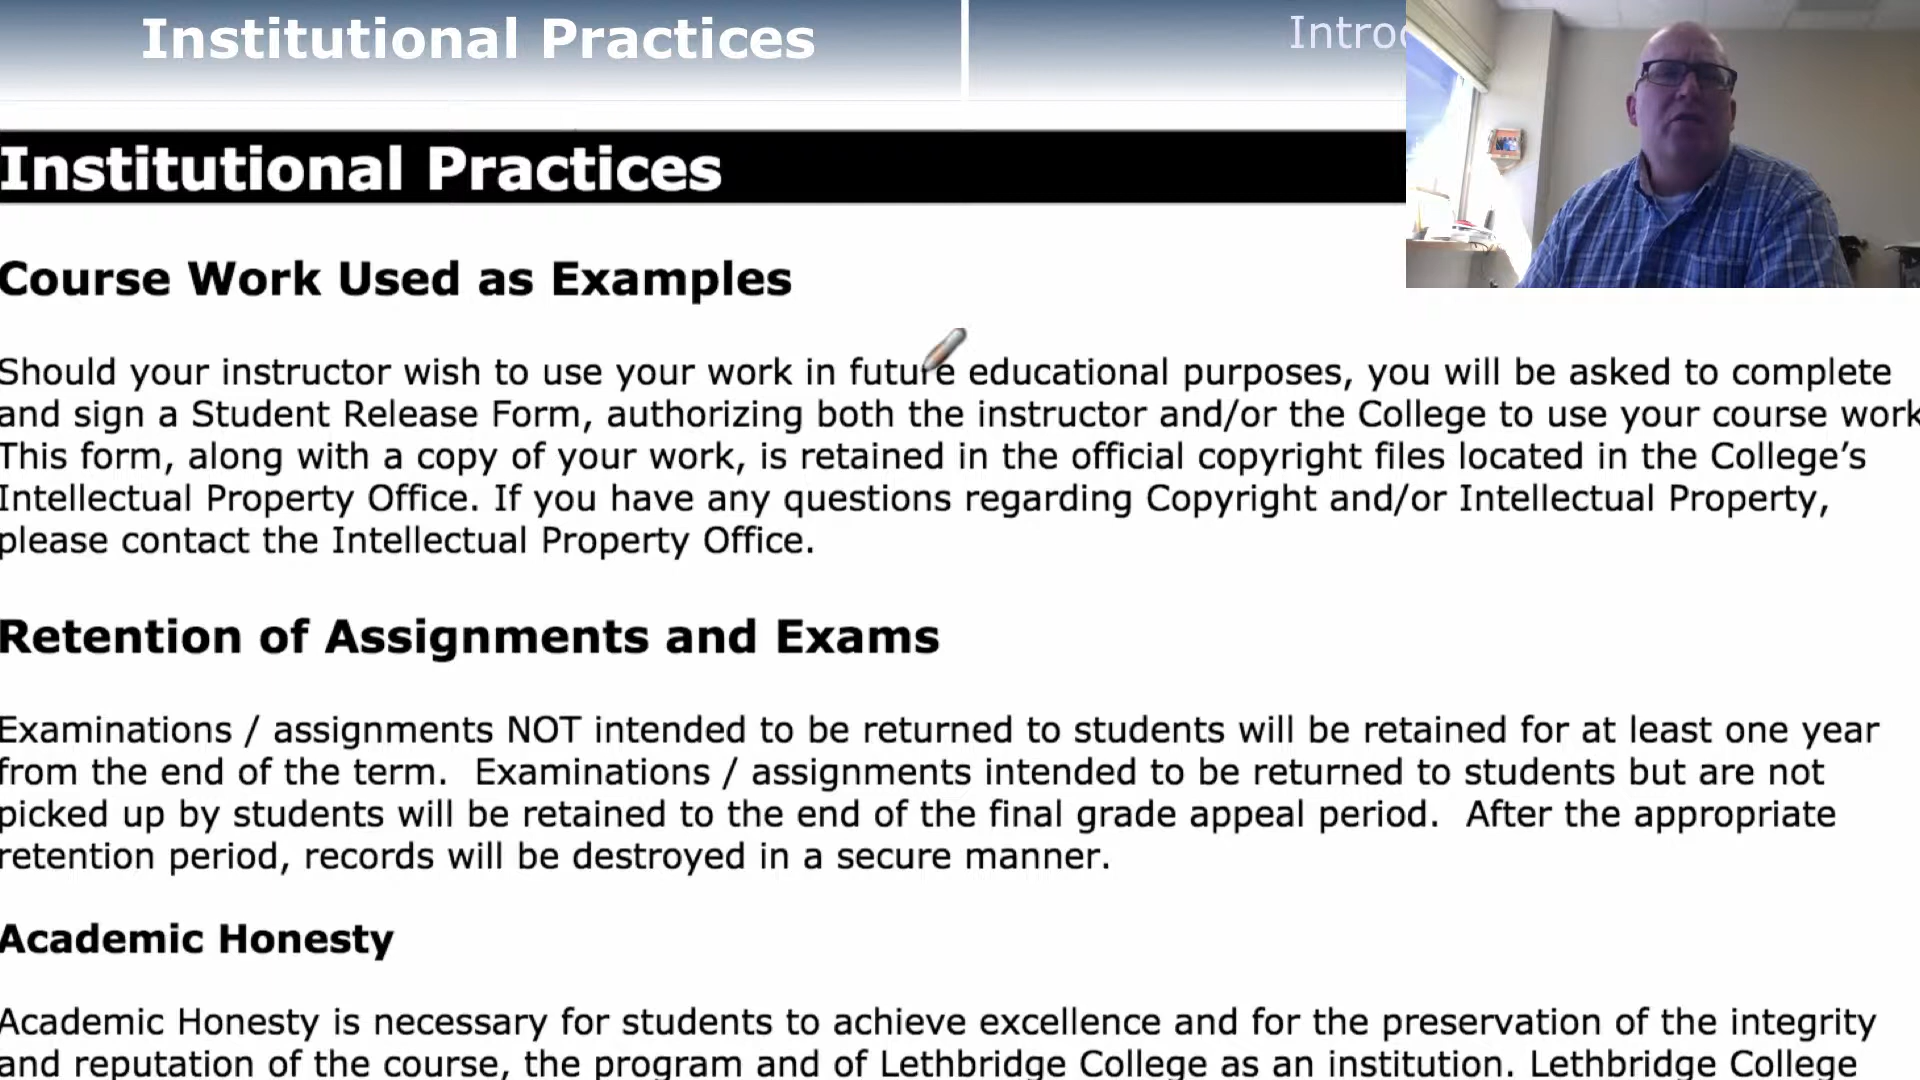 Institutional Practices
Institutional Practices
Course Work Used as Examples
Should your instructor wish to use your work in future educational purposes, you will be asked to complete
and sign a Student Release Form, authorizing both the instructor and/or the College to use your course work
This form, along with a copy of your work, is retained in the official copyright files located in the College’s
Intellectual Property Office. If you have any questions regarding Copyright and/or Intellectual Property,
please contact the Intellectual Property Office.
Retention of Assignments and Exams
Examinations / assignments NOT intended to be returned to students will be retained for at least one year
from the end of the term.  Examinations / assignments intended to be returned to students but are not
picked up by students will be retained to the end of the final grade appeal period.  After the appropriate
retention period, records will be destroyed in a secure manner.
Academic Honesty
Academic Honesty is necessary for students to achieve excellence and for the preservation of the integrity
and reputation of the course, the program and of Lethbridge College as an institution. Lethbridge College